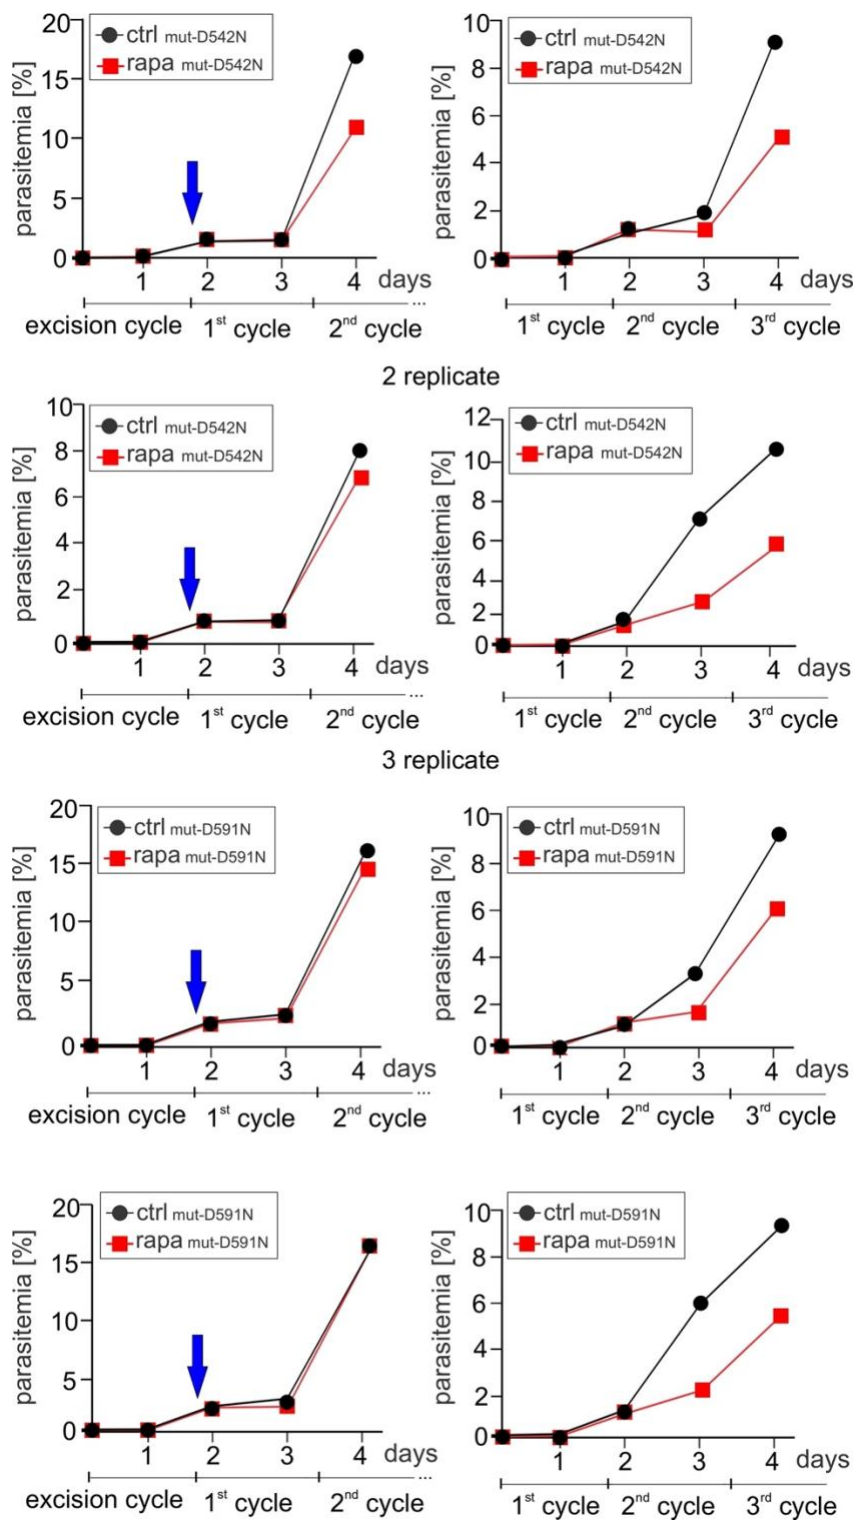 20
15
10
5
0
parasitemia [%]
ctrl mut-D542N
rapa mut-D542N
1 2 3 4 days
...
excision cycle 1st cycle 2nd cycle
10
8
6
4
2
0
parasitemia [%]
ctrl mut-D542N
rapa mut-D542N
1 2 3 4 days
1st cycle 2nd cycle 3rd cycle
2 replicate
10
8
6
4
2
0
parasitemia [%]
ctrl mut-D542N
rapa mut-D542N
1 2 3 4 days
...
excision cycle 1st cycle 2nd cycle
12
10
8
6
4
2
0
parasitemia [%]
ctrl mut-D542N
rapa mut-D542N
1 2 3 4 days
1st cycle 2nd cycle 3rd cycle
3 replicate
20
15
10
5
0
parasitemia [%]
ctrl mut-D591N
rapa mut-D591N
1 2 3 4 days
...
excision cycle 1st cycle 2nd cycle
10
8
6
4
2
0
parasitemia [%]
ctrl mut-D591N
rapa mut-D591N
1 2 3 4 days
1st cycle 2nd cycle 3rd cycle
20
15
10
5
0
parasitemia [%]
ctrl mut-D591N
rapa mut-D591N
1 2 3 4 days
...
excision cycle 1st cycle 2nd cycle
10
8
6
4
2
0
parasitemia [%]
ctrl mut-D591N
rapa mut-D591N
1 2 3 4 days
1st cycle 2nd cycle 3rd cycle